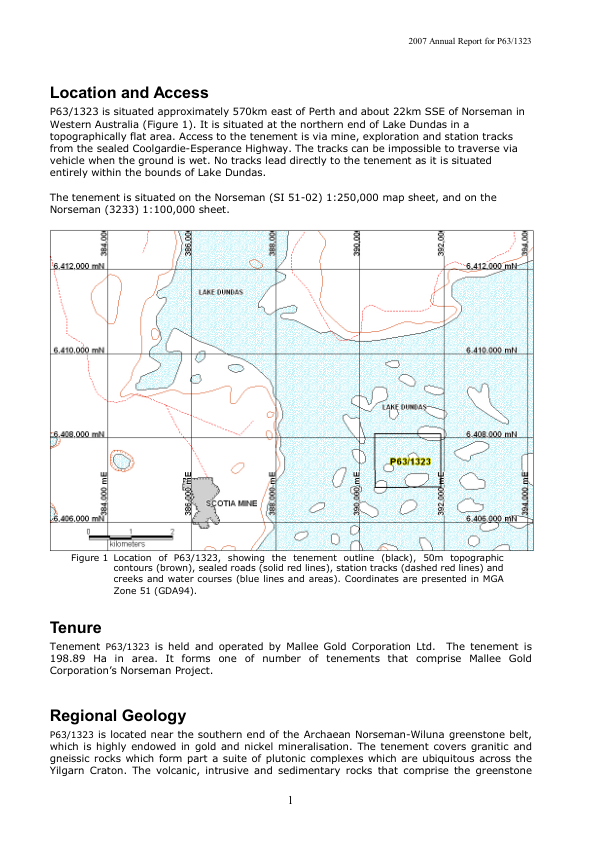 2007 Annual Report for P63/1323
Location and Access
P63/1323 is situated approximately 570km east of Perth and about 22km SSE of Norseman in
Western Australia (Figure 1). It is situated at the northern end of Lake Dundas in a
topographically flat area. Access to the tenement is via mine, exploration and station tracks
from the sealed Coolgardie-Esperance Highway. The tracks can be impossible to traverse via
vehicle when the ground is wet. No tracks lead directly to the tenement as it is situated
entirely within the bounds of Lake Dundas.
The tenement is situated on the Norseman (SI 51-02) 1:250,000 map sheet, and on the
Norseman (3233) 1:100,000 sheet.
384,00
386,00
388,00
390,00
392,00
394,00
6,412,000 mN
6,412,000 mN
LAKE DUNDAS
6,410,000 mN
6,410,000 mN
LAKE DUNDAS
6,408,000 mN
6,408,000 mN
P63/1323
384,000 mE
386,000 mE
388,000 mE
390,000 mE
392,000 mE
394,000 mE
SCOTIA MINE
6,406,000 mN
6,406,000 mN
0 1 2
kilometers
Figure 1 Location of P63/1323, showing the tenement outline (black), 50m topographic
contours (brown), sealed roads (solid red lines), station tracks (dashed red lines) and
creeks and water courses (blue lines and areas). Coordinates are presented in MGA
Zone 51 (GDA94).
Tenure
Tenement P63/1323 is held and operated by Mallee Gold Corporation Ltd. The tenement is
198.89 Ha in area. It forms one of number of tenements that comprise Mallee Gold
Corporation's Norseman Project.
Regional Geology
P63/1323 is located near the southern end of the Archaean Norseman-Wiluna greenstone belt,
which is highly endowed in gold and nickel mineralisation. The tenement covers granitic and
gneissic rocks which form part a suite of plutonic complexes which are ubiquitous across the
Yilgarn Craton. The volcanic, intrusive and sedimentary rocks that comprise the greenstone
1